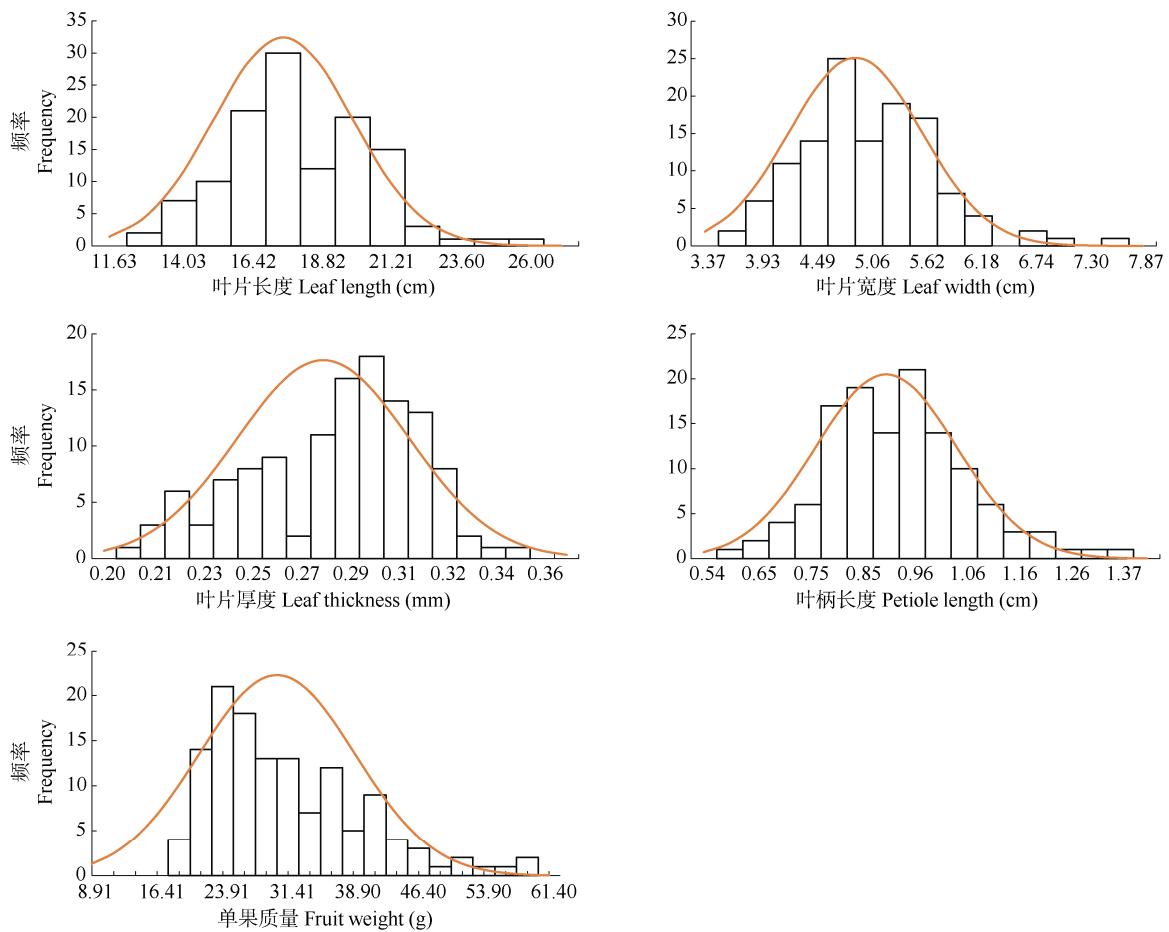 35
30
25
20
15
10
5
0
频率
Frequency
11.63 14.03 16.42 18.82 21.21 23.60 26.00
叶片长度 Leaf length (cm)
30
25
20
15
10
5
0
3.37 3.93 4.49 5.06 5.62 6.18 6.74 7.30 7.87
叶片宽度 Leaf width (cm)
20
15
10
5
0
频率
Frequency
0.20 0.21 0.23 0.25 0.27 0.29 0.31 0.32 0.34 0.36
叶片厚度 Leaf thickness (mm)
25
20
15
10
5
0
0.54 0.65 0.75 0.85 0.96 1.06 1.16 1.26 1.37
叶柄长度 Petiole length (cm)
25
20
15
10
5
0
频率
Frequency
8.91 16.41 23.91 31.41 38.90 46.40 53.90 61.40
单果质量 Fruit weight (g)